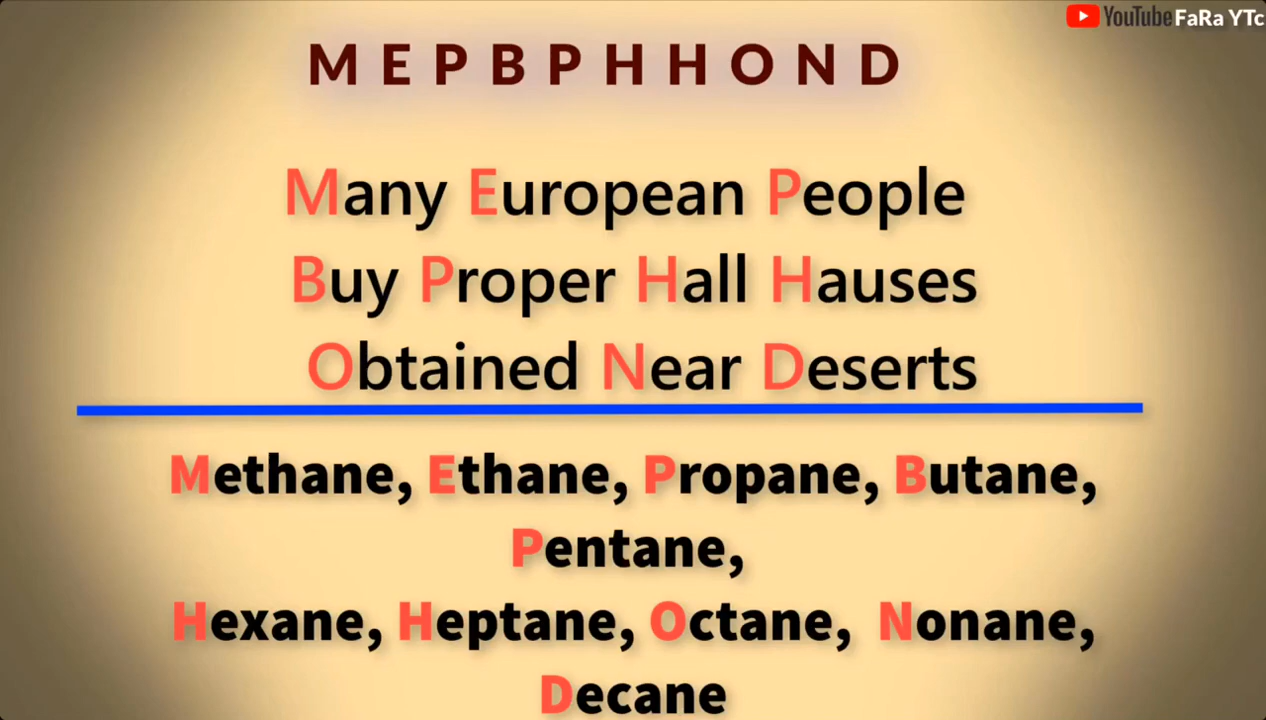 YouTube FaRa YTc
M E P B P H H O N D
Many European People
Buy Proper Hall Hauses
Obtained Near Deserts
Methane, Ethane, Propane, Butane,
Pentane,
Hexane, Heptane, Octane, Nonane,
Decane